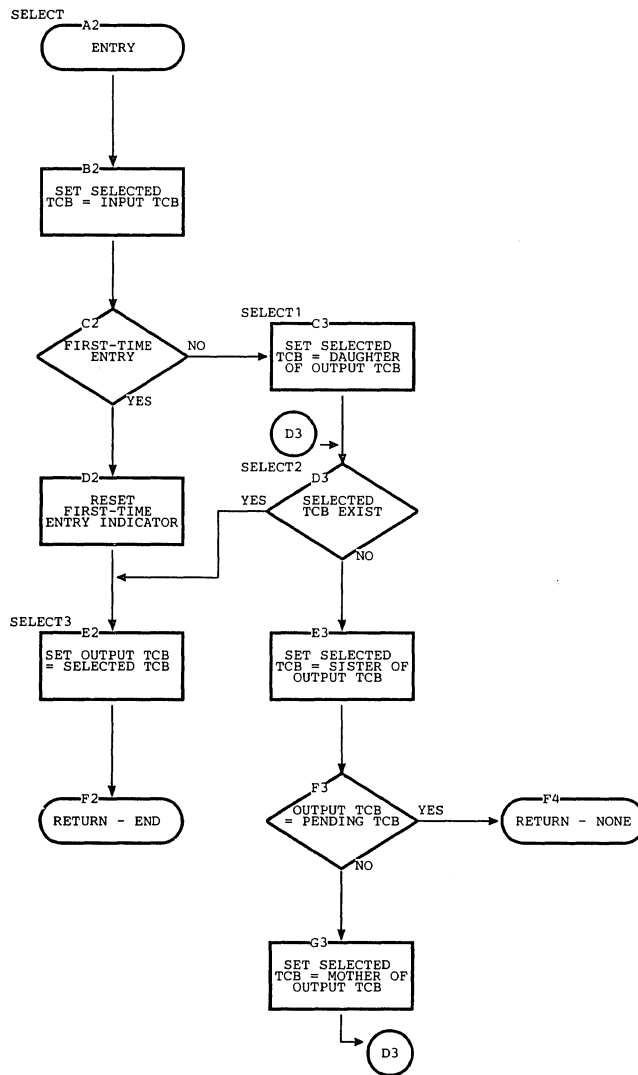 SELECT
A2
ENTRY
B2
SET SELECTED
TCB = INPUT TCB
C2
FIRST-TIME
ENTRY
NO
YES
SELECT1
C3
SET SELECTED
TCB = DAUGHTER
OF OUTPUT TCB
D3
D2
RESET
FIRST-TIME
ENTRY INDICATOR
SELECT2
D3
YES
SELECTED
TCB EXIST
NO
SELECT3
E2
SET OUTPUT TCB
= SELECTED TCB
E3
SET SELECTED
TCB = SISTER OF
OUTPUT TCB
F2
RETURN - END
F3
OUTPUT TCB
= PENDING TCB
YES
NO
F4
RETURN - NONE
G3
SET SELECTED
TCB = MOTHER OF
OUTPUT TCB
D3